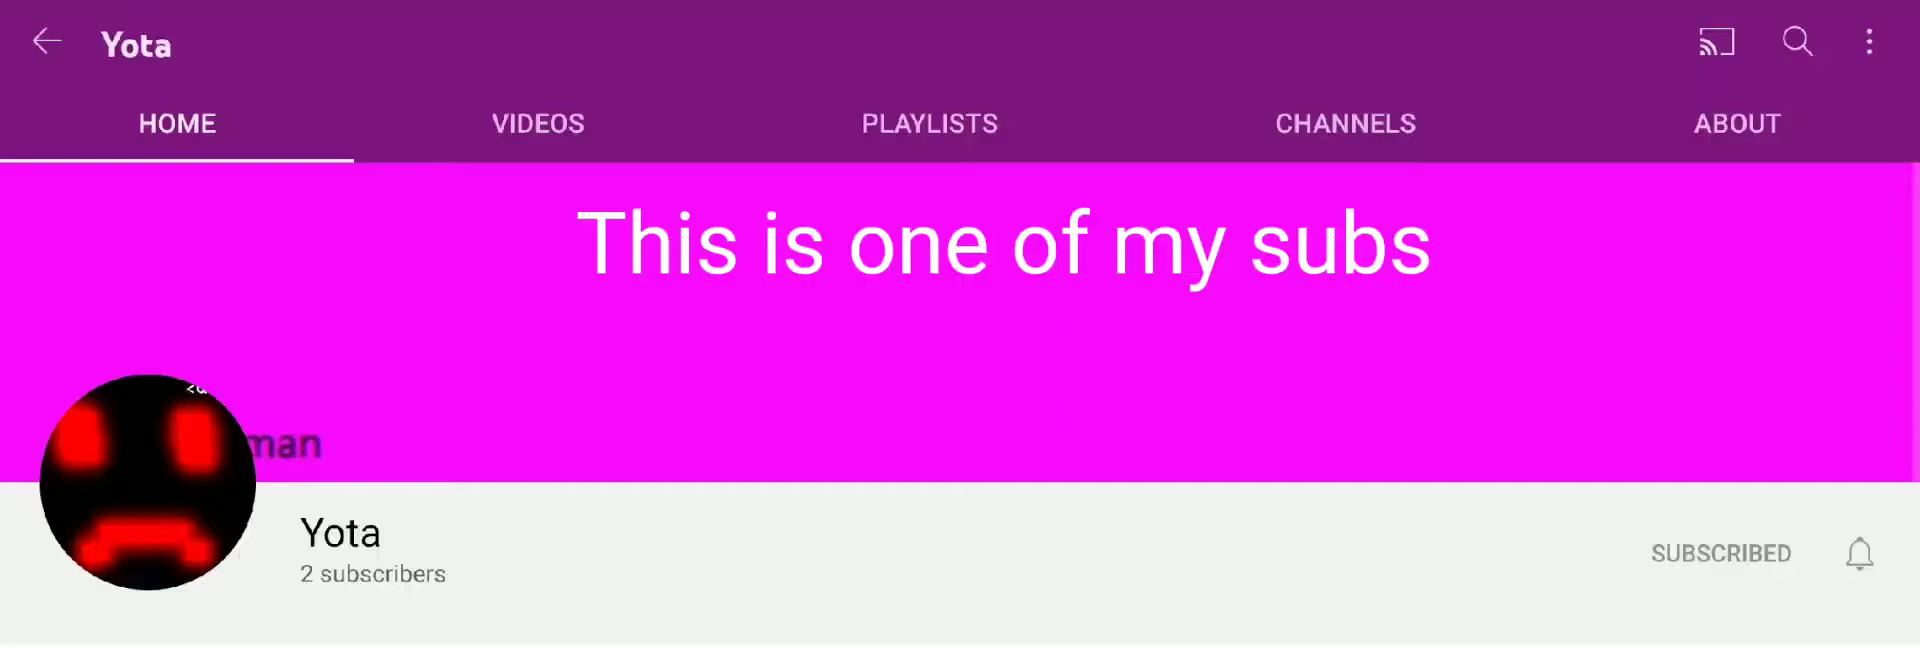 Yota
HOME VIDEOS PLAYLISTS CHANNELS ABOUT
This is one of my subs
man
Yota
2 subscribers
SUBSCRIBED